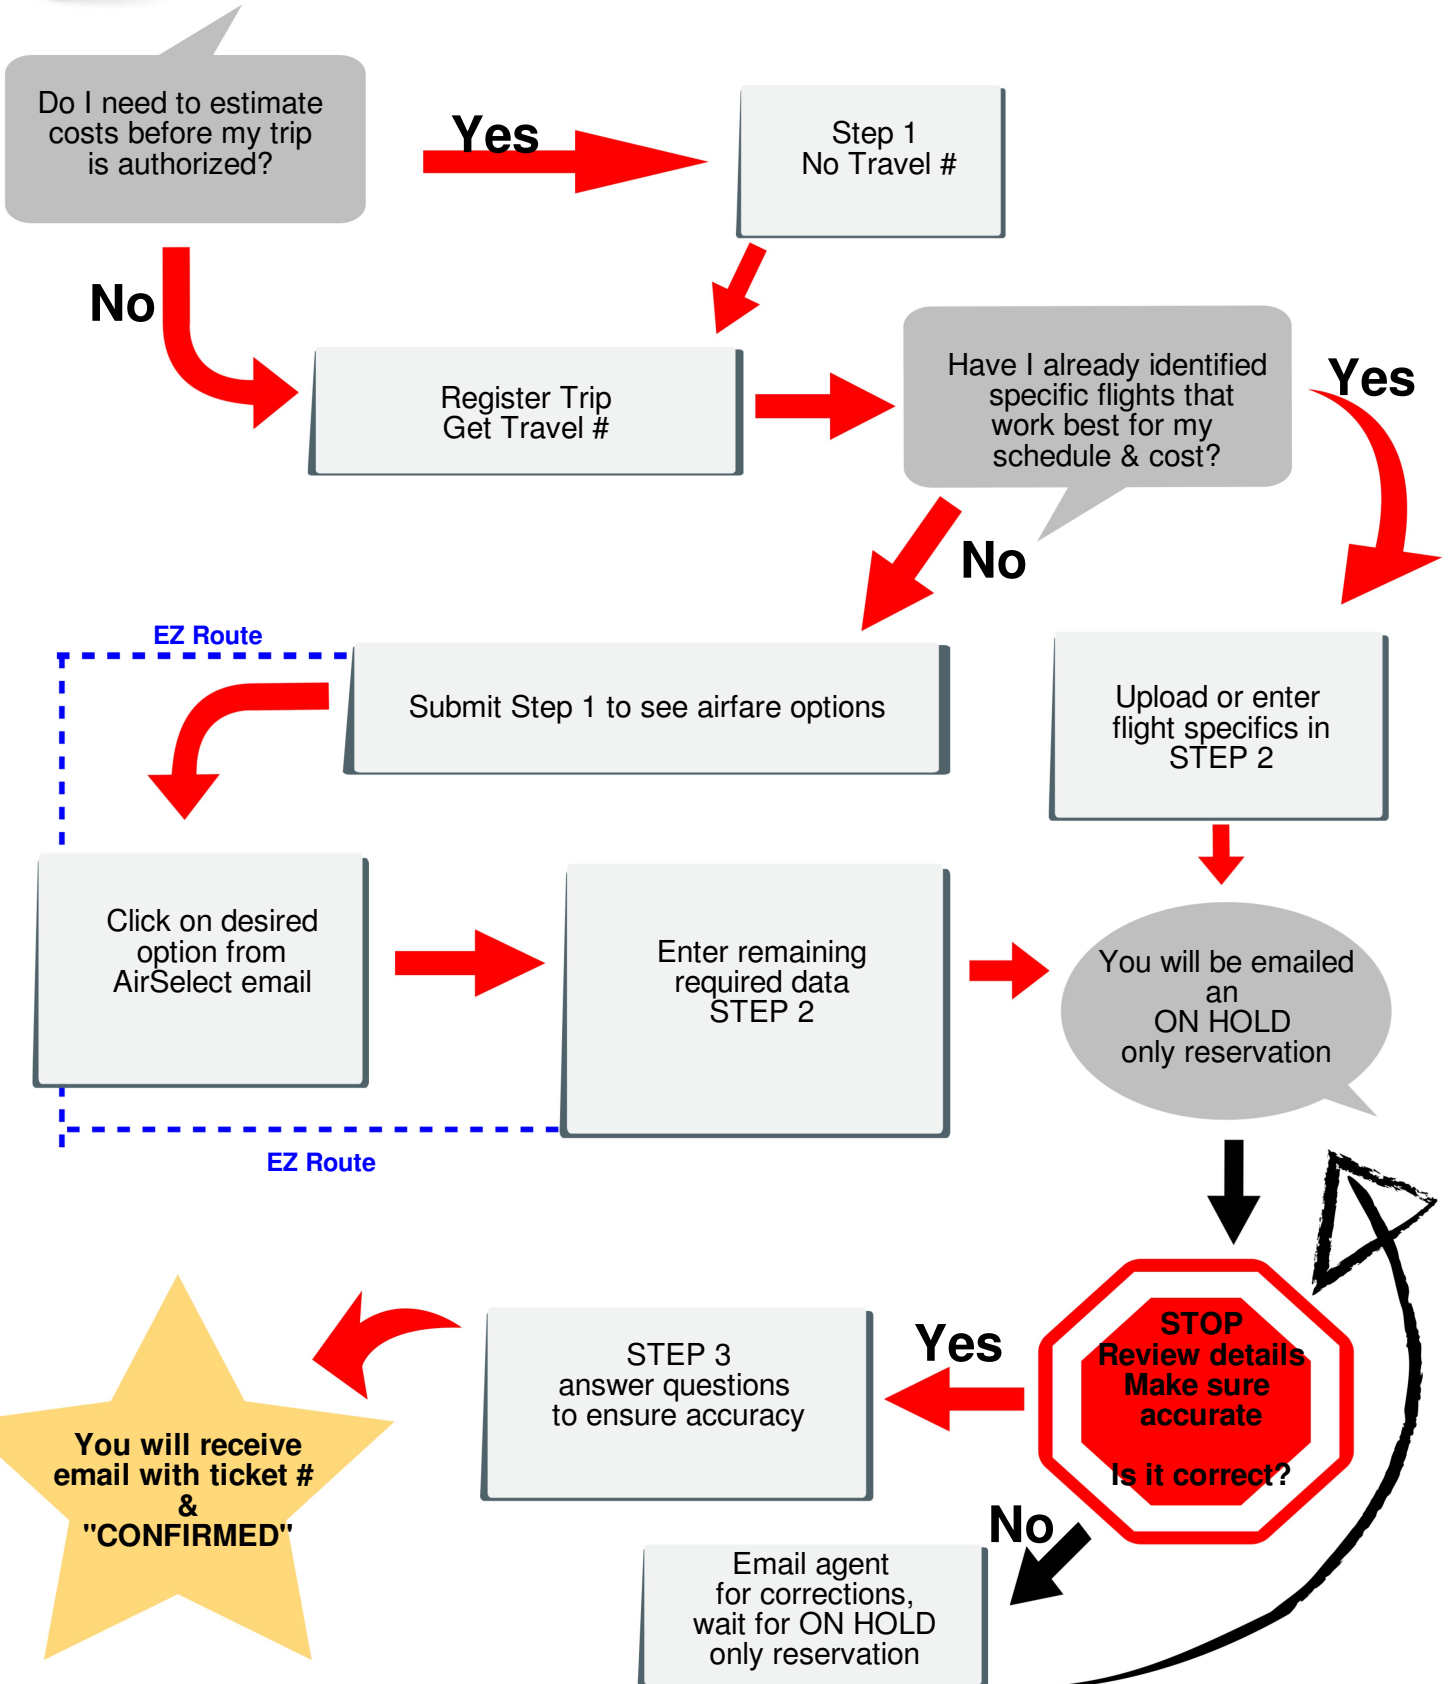 Do I need to estimate
costs before my trip
is authorized?
Yes
Step 1
No Travel #
No
Register Trip
Get Travel #
Have I already identified
specific flights that
work best for my
schedule & cost?
Yes
No
EZ Route
Submit Step 1 to see airfare options
Upload or enter
flight specifics in
STEP 2
Click on desired
option from
AirSelect email
Enter remaining
required data
STEP 2
You will be emailed
an
ON HOLD
only reservation
EZ Route
STOP
Review details
Make sure
accurate
Is it correct?
Yes
STEP 3
answer questions
to ensure accuracy
You will receive
email with ticket #
&
"CONFIRMED"
No
Email agent
for corrections,
wait for ON HOLD
only reservation